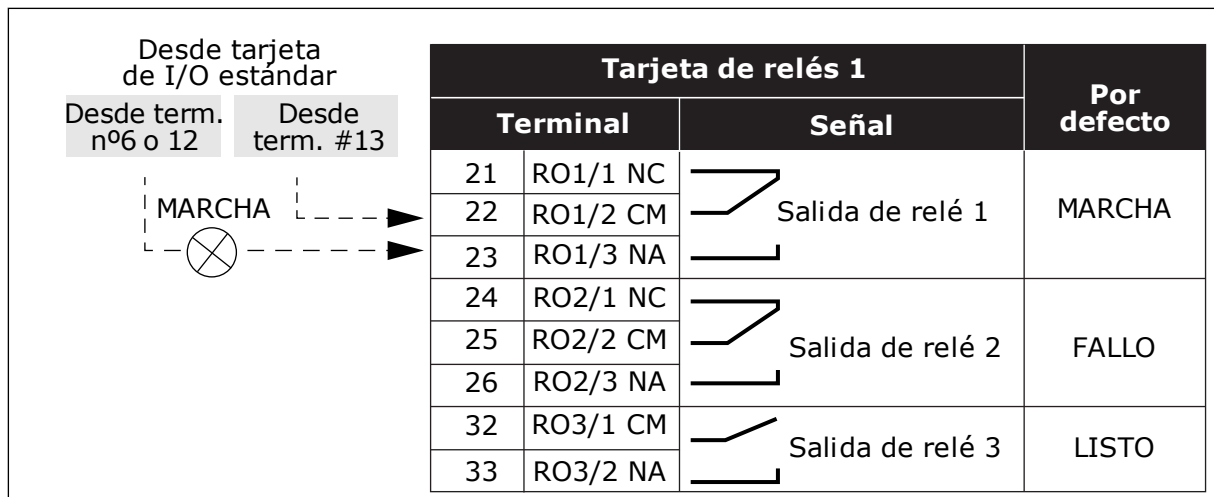 Desde tarjeta
de I/O estándar
Desde term.
nº6 o 12
Desde
term. #13
MARCHA
Tarjeta de relés 1
Por
defecto
Terminal
Señal
21 RO1/1 NC
22 RO1/2 CM
23 RO1/3 NA
Salida de relé 1
MARCHA
24 RO2/1 NC
25 RO2/2 CM
26 RO2/3 NA
Salida de relé 2
FALLO
32 RO3/1 CM
33 RO3/2 NA
Salida de relé 3
LISTO